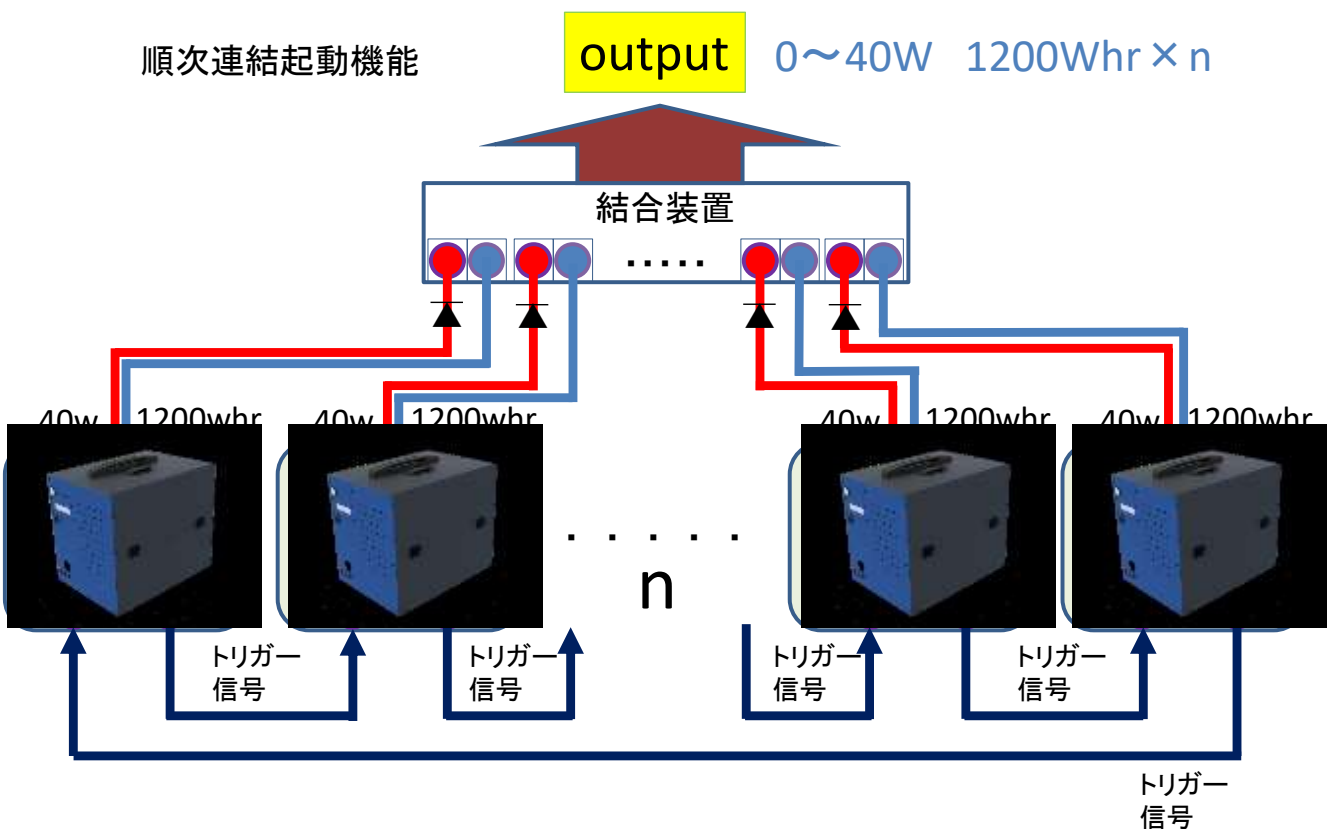 順次連結起動機能
output
0～40W 1200Whr×n
結合装置
.....
40w 1200whr
40w 1200whr
40w 1200whr
40w 1200whr
. . . . .
n
トリガー
信号
トリガー
信号
トリガー
信号
トリガー
信号
トリガー
信号